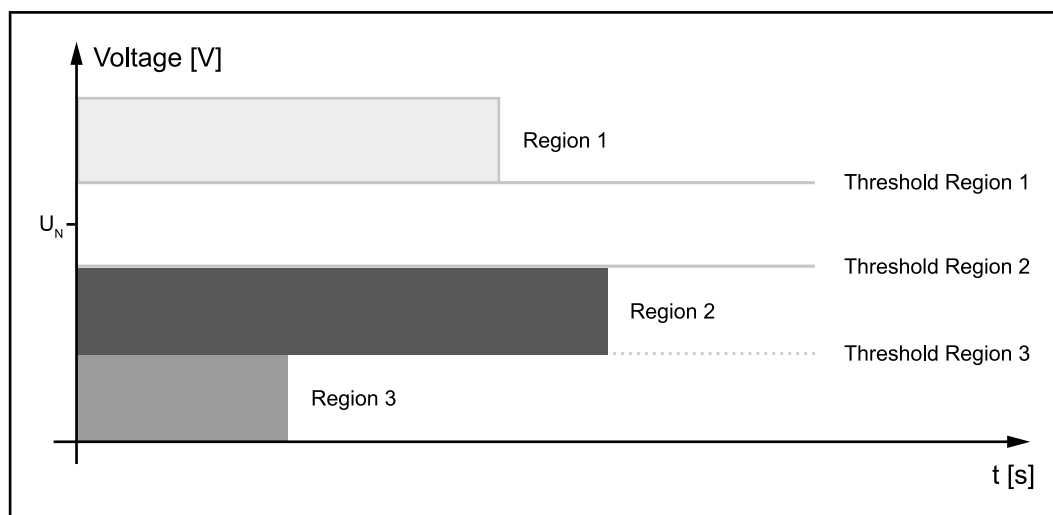 Voltage [V]
Region 1
Threshold Region 1
U_N
Threshold Region 2
Region 2
Threshold Region 3
Region 3
t [s]